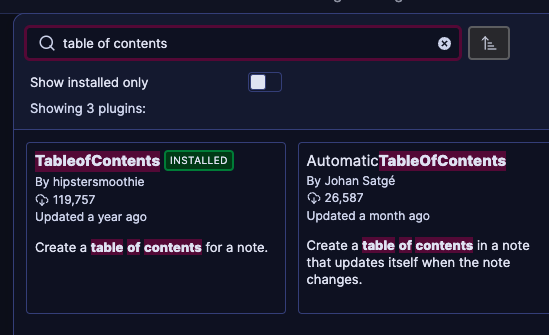 table of contents
Show installed only
Showing 3 plugins:
TableofContents INSTALLED
By hipstersmoothie
119,757
Updated a year ago
Create a table of contents for a note.
AutomaticTableOfContents
By Johan Satgé
26,587
Updated a month ago
Create a table of contents in a note
that updates itself when the note
changes.